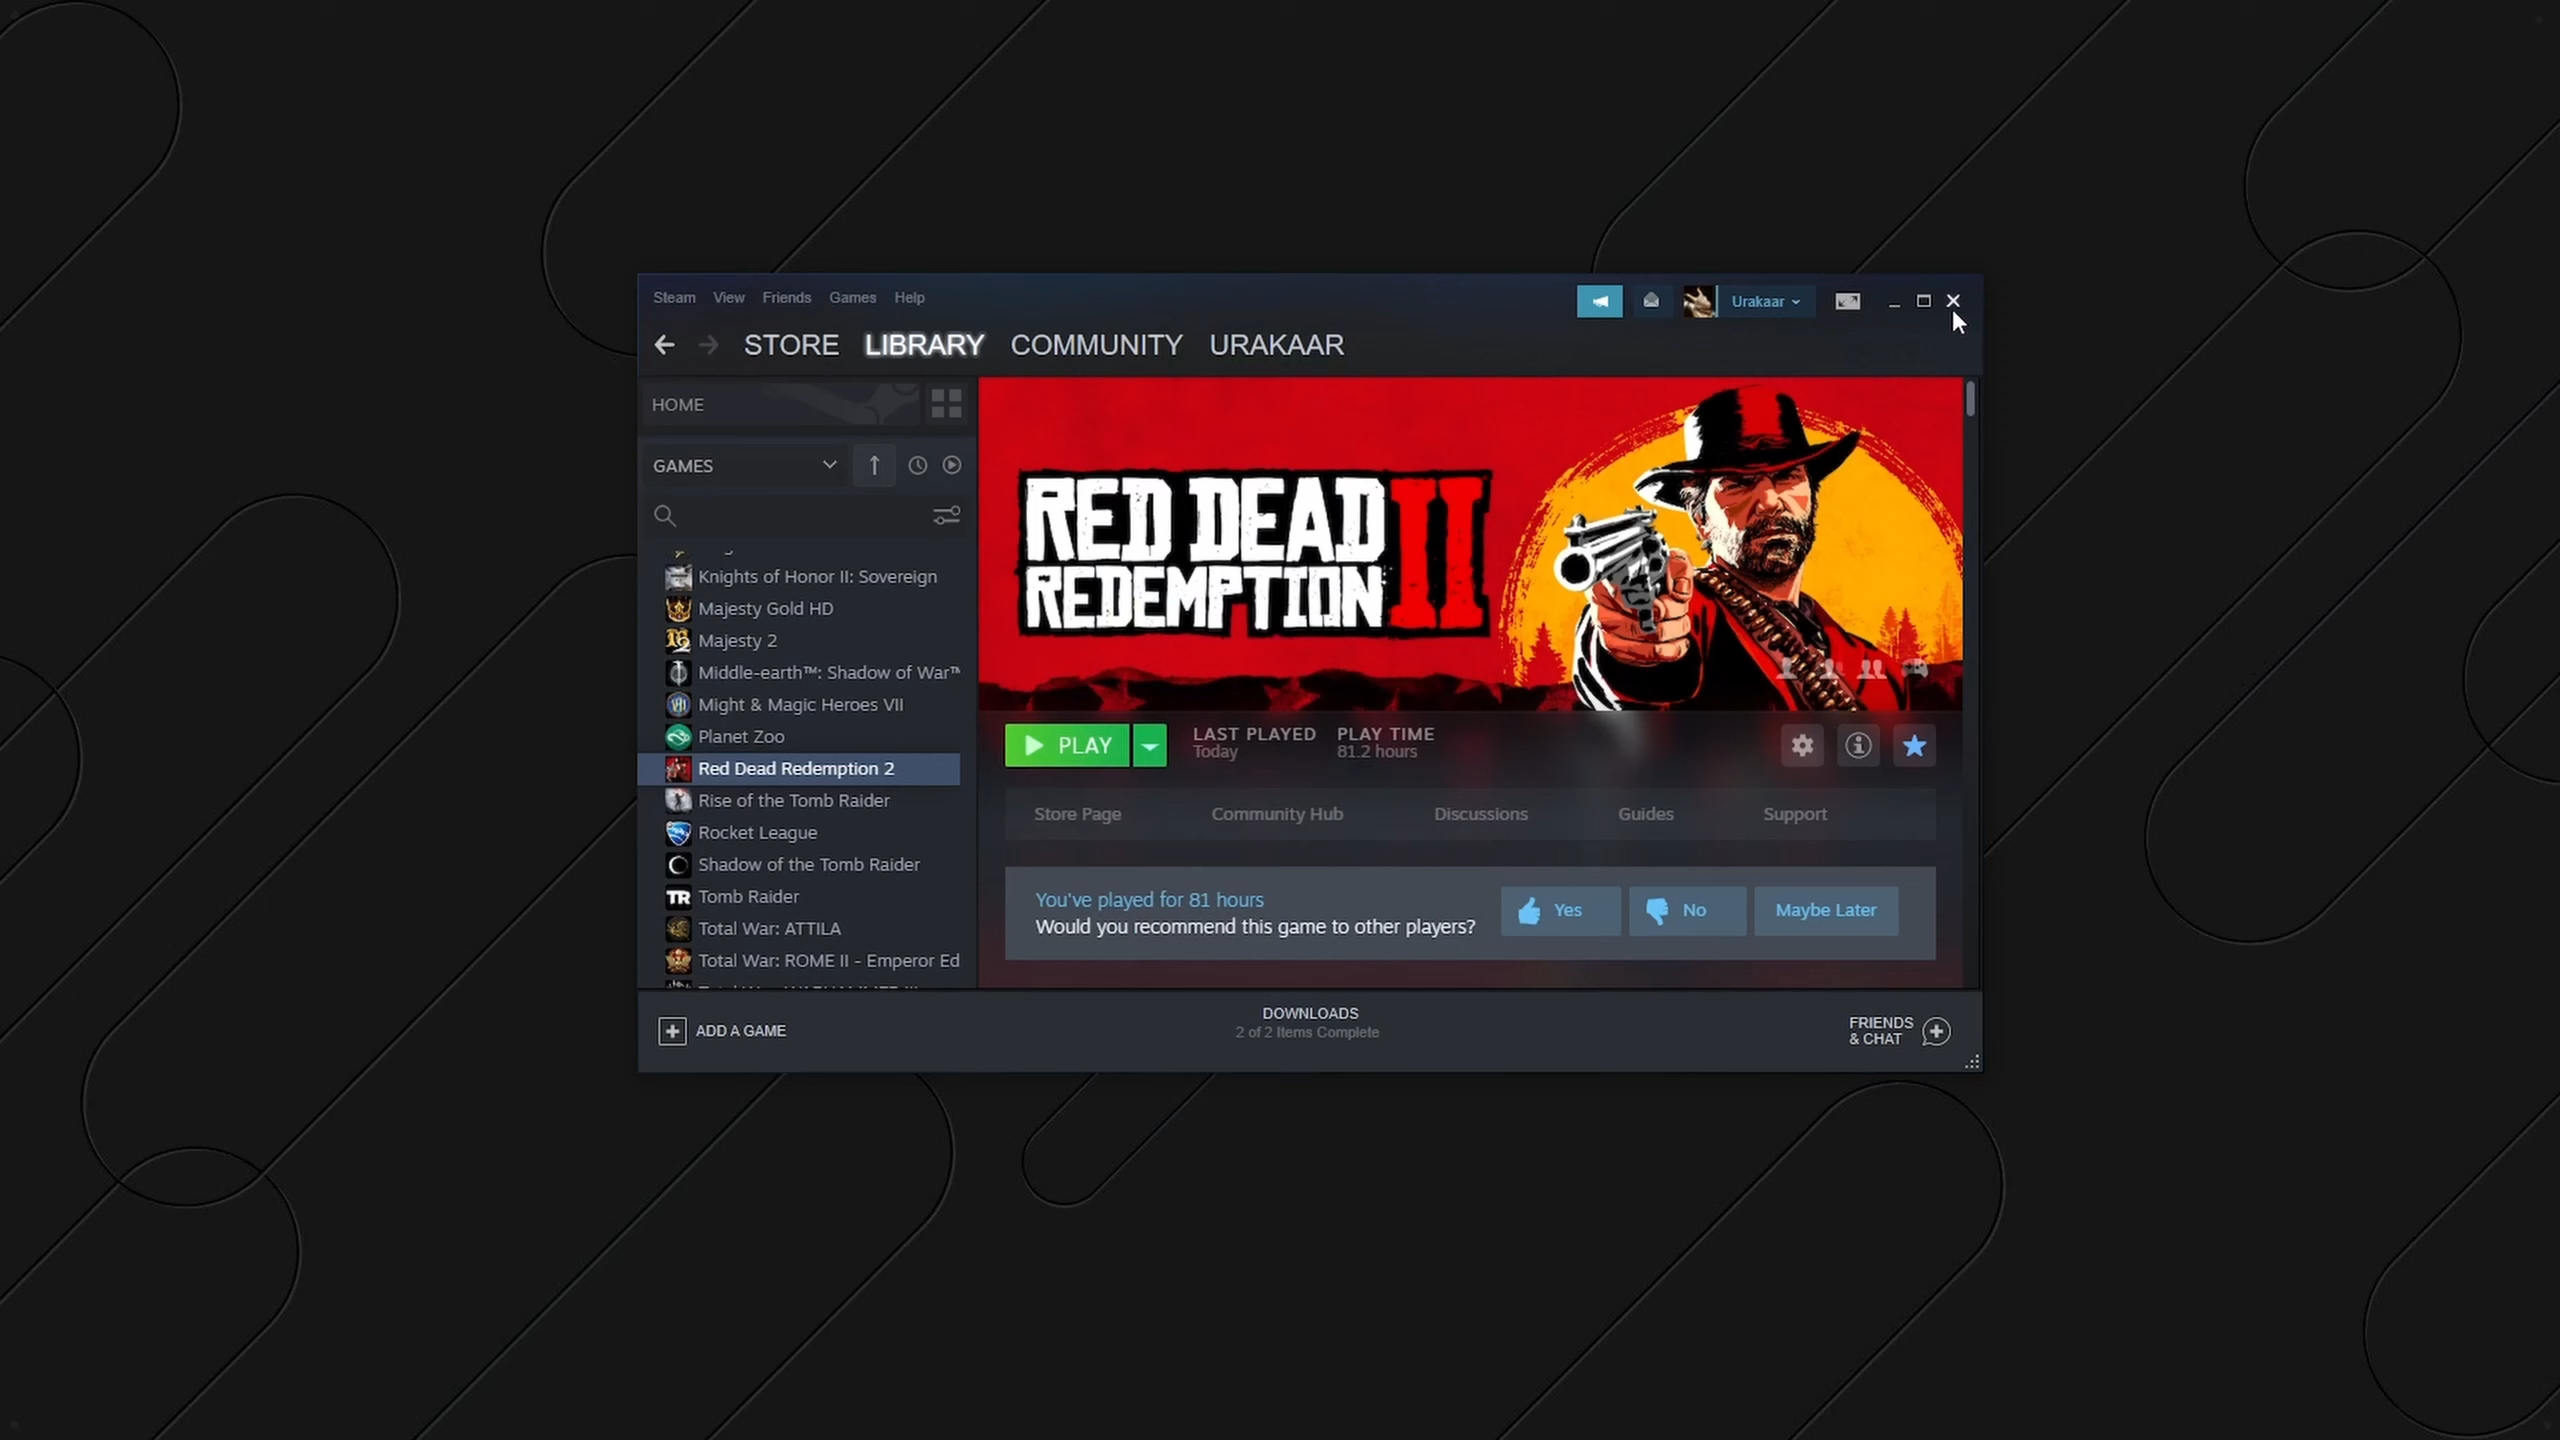 Steam View Friends Games Help
Urakaar
STORE LIBRARY COMMUNITY URAKAAR
HOME
GAMES
Knights of Honor II: Sovereign
Majesty Gold HD
Majesty 2
Middle-earth™: Shadow of War™
Might & Magic Heroes VII
Planet Zoo
Red Dead Redemption 2
Rise of the Tomb Raider
Rocket League
Shadow of the Tomb Raider
TR Tomb Raider
Total War: ATTILA
Total War: ROME II - Emperor Ed
RED DEAD
REDEMPTION II
PLAY
LAST PLAYED
Today
PLAY TIME
81.2 hours
Store Page Community Hub Discussions Guides Support
You've played for 81 hours
Would you recommend this game to other players?
Yes No Maybe Later
ADD A GAME
DOWNLOADS
2 of 2 Items Complete
FRIENDS
& CHAT